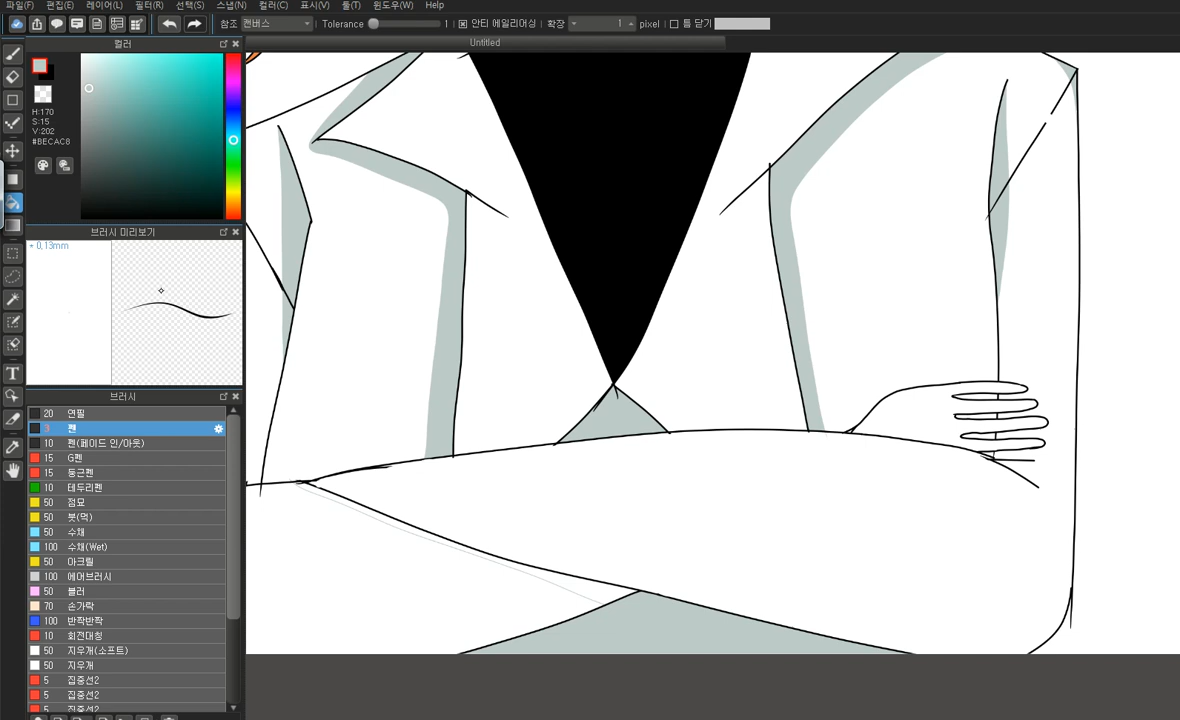 파일(F) 편집(E) 레이어(L) 필터(R) 선택(S) 스냅(N) 컬러(C) 표시(V) 툴(T) 윈도우(W) Help
참조 캔버스 Tolerance 1 안티 에일리어싱 확장 1 pixel 틈 닫기
컬러
Untitled
H:170
S:15
V:202
#BECAC8
브러시 미리보기
* 0,13mm
브러시
20 연필
3 펜
10 펜(페이드 인/아웃)
15 G펜
15 둥근펜
10 테두리펜
50 점묘
50 붓(먹)
50 수채
100 수채(Wet)
50 아크릴
100 에어브러시
50 블러
70 손가락
100 반짝반짝
10 회전대칭
50 지우개(소프트)
50 지우개
5 집중선2
5 집중선2
5 집중선2